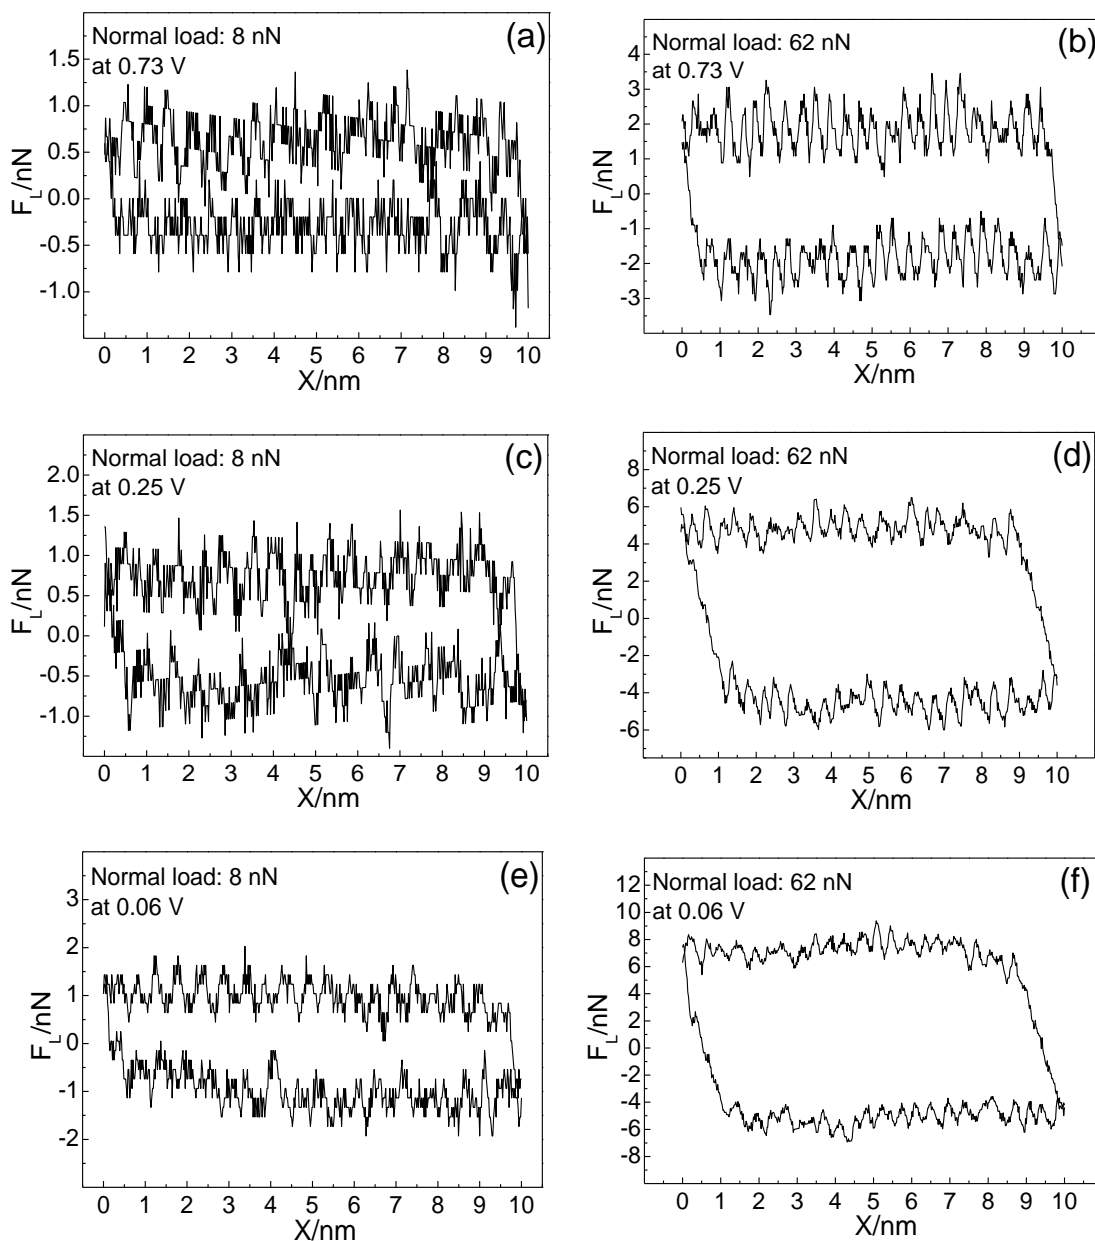 (a)
Normal load: 8 nN
at 0.73 V
1.5
1.0
0.5
0.0
-0.5
-1.0
F_L/nN
0 1 2 3 4 5 6 7 8 9 10
X/nm
(b)
Normal load: 62 nN
at 0.73 V
4
3
2
1
0
-1
-2
-3
F_L/nN
0 1 2 3 4 5 6 7 8 9 10
X/nm
(c)
Normal load: 8 nN
at 0.25 V
2.0
1.5
1.0
0.5
0.0
-0.5
-1.0
F_L/nN
0 1 2 3 4 5 6 7 8 9 10
X/nm
(d)
Normal load: 62 nN
at 0.25 V
8
6
4
2
0
-2
-4
-6
F_L/nN
0 1 2 3 4 5 6 7 8 9 10
X/nm
(e)
Normal load: 8 nN
at 0.06 V
3
2
1
0
-1
-2
F_L/nN
0 1 2 3 4 5 6 7 8 9 10
X/nm
(f)
Normal load: 62 nN
at 0.06 V
12
10
8
6
4
2
0
-2
-4
-6
-8
F_L/nN
0 1 2 3 4 5 6 7 8 9 10
X/nm